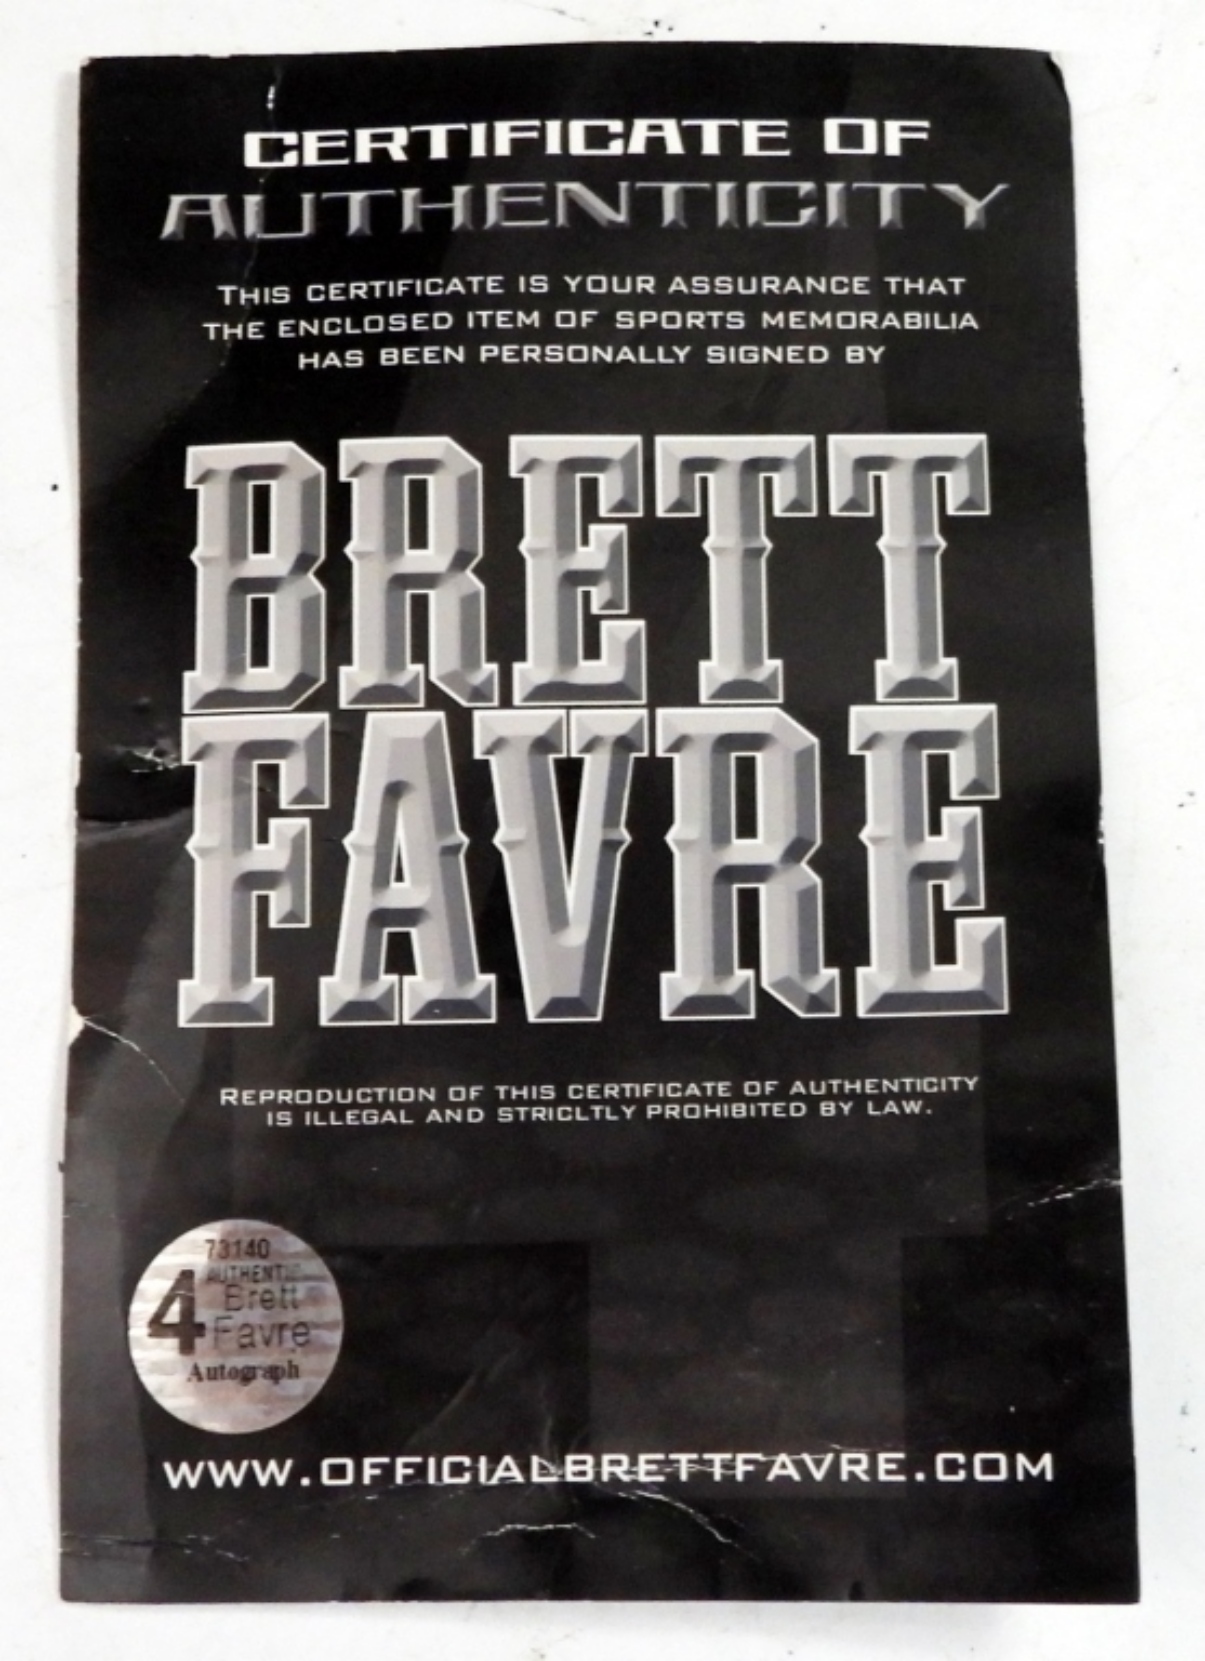 CERTIFICATE OF
AUTHENTICITY
THIS CERTIFICATE IS YOUR ASSURANCE THAT
THE ENCLOSED ITEM OF SPORTS MEMORABILIA
HAS BEEN PERSONALLY SIGNED BY
BRETT
FAVRE
REPRODUCTION OF THIS CERTIFICATE OF AUTHENTICITY
IS ILLEGAL AND STRICLTLY PROHIBITED BY LAW.
73140
AUTHENTIC
4 Brett
Favre
Autograph
WWW.OFFICIALBRETTFAVRE.COM